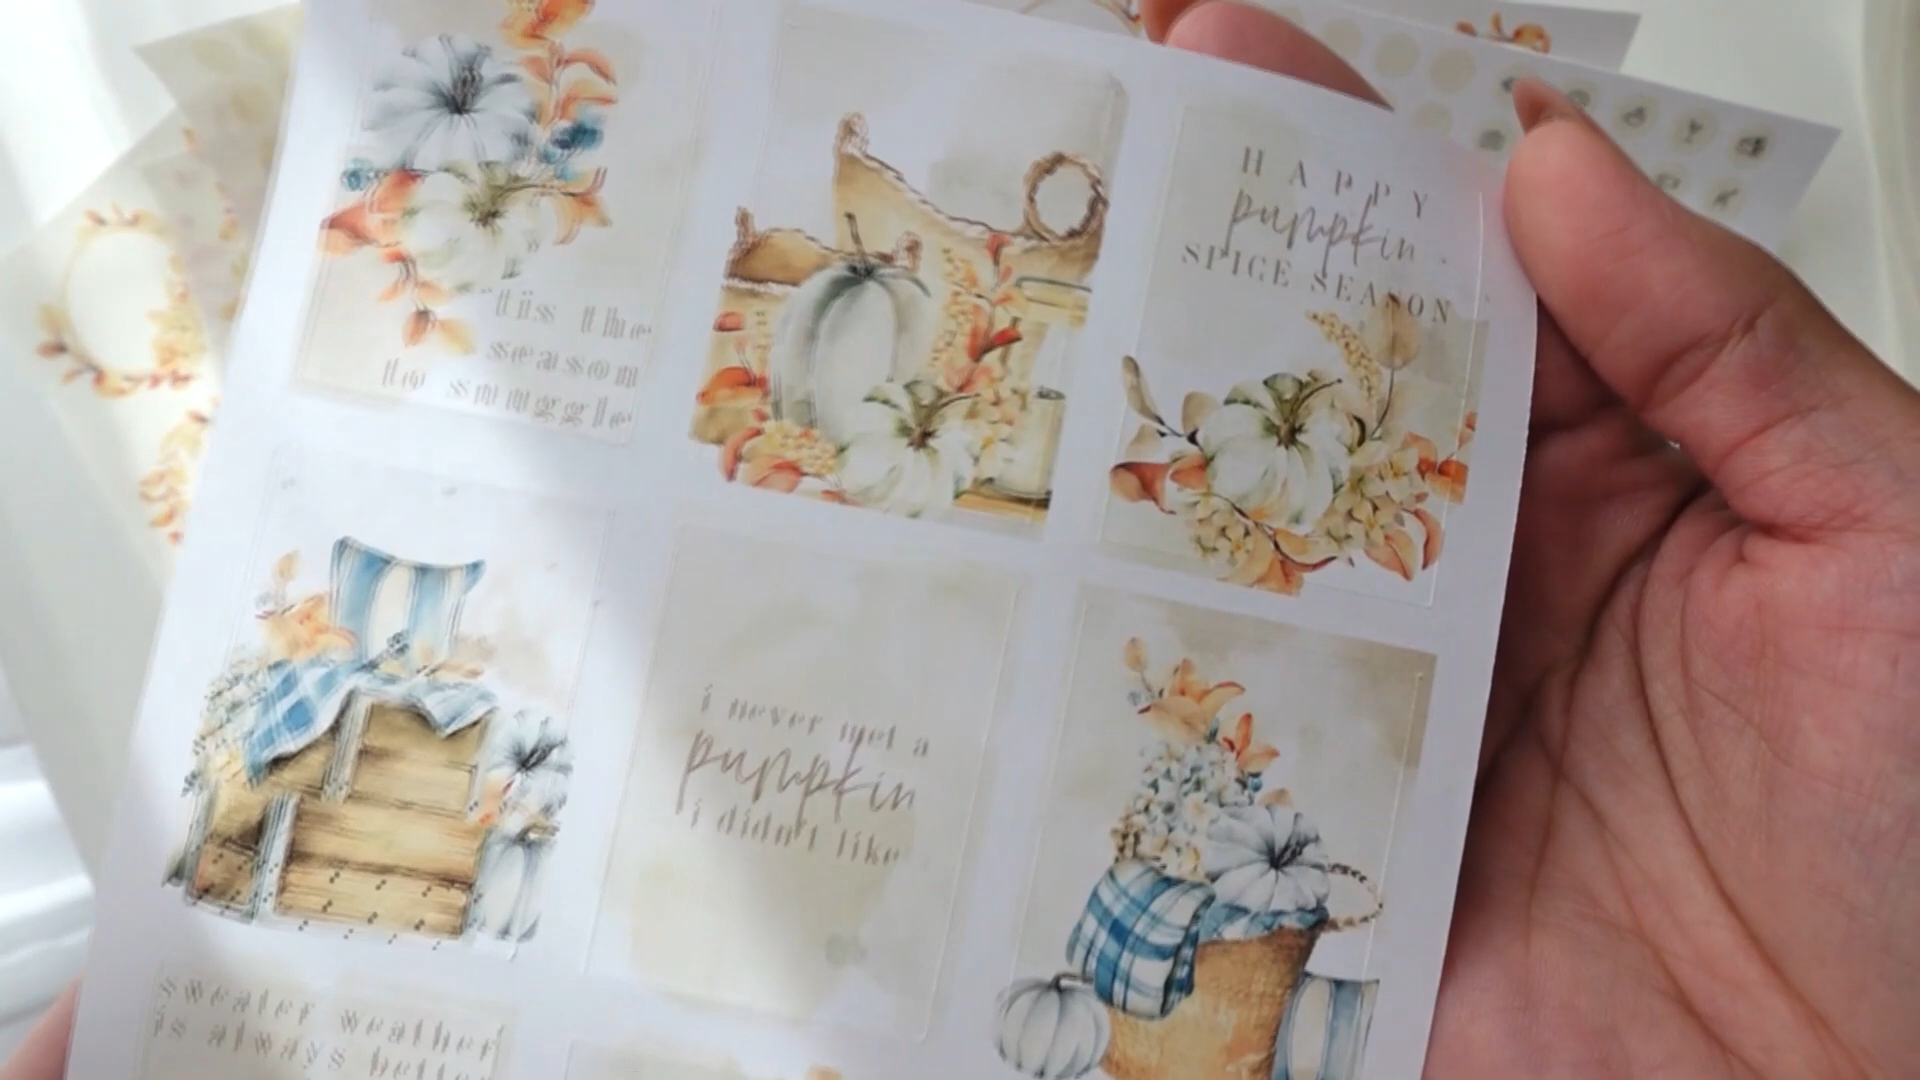 'tis the
season
to snuggle
HAPPY
pumpkin
SPICE SEASON
i never met a
pumpkin
i didn't like
sweater weather
is always better